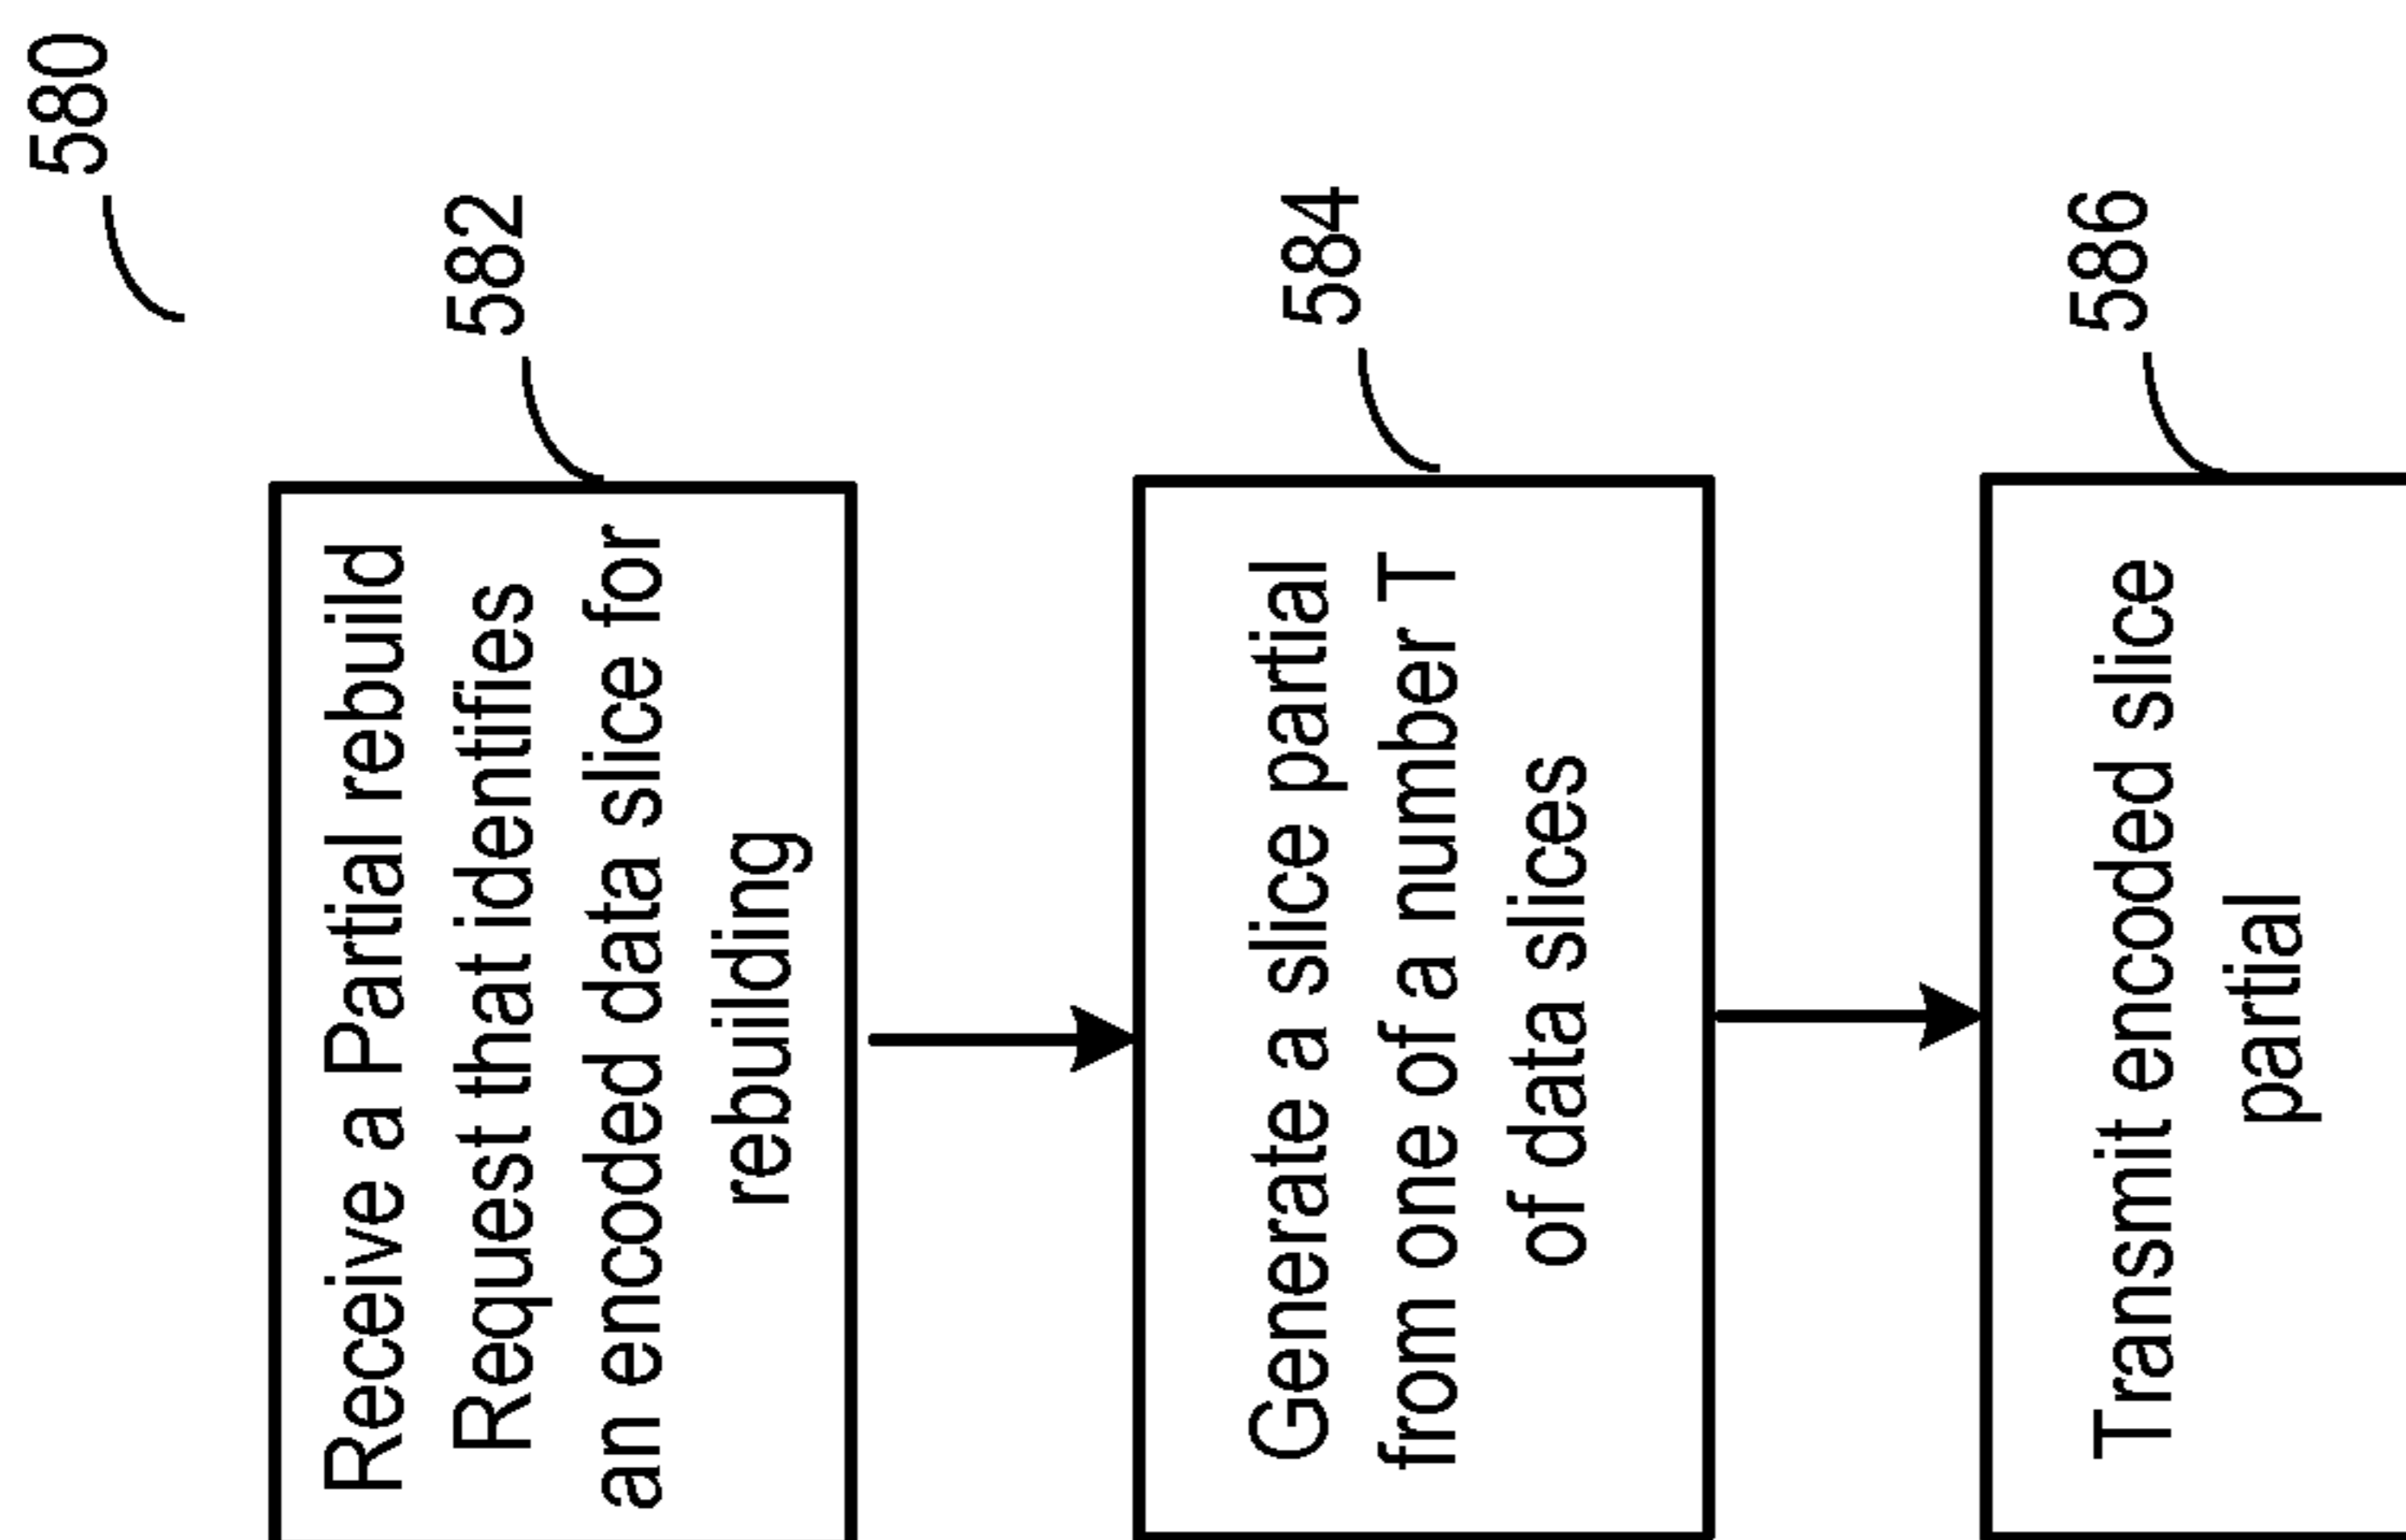 580
582
Receive a Partial rebuild
Request that identifies
an encoded data slice for
rebuilding
584
Generate a slice partial
from one of a number T
of data slices
586
Transmit encoded slice
partial